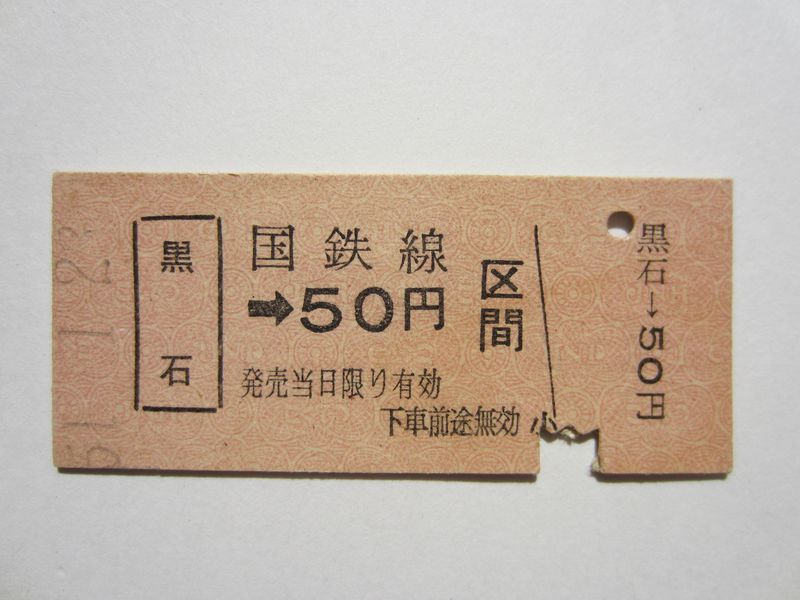 黒石
国鉄線
➡50円
区間
発売当日限り有効
下車前途無効
小
黒石→50円